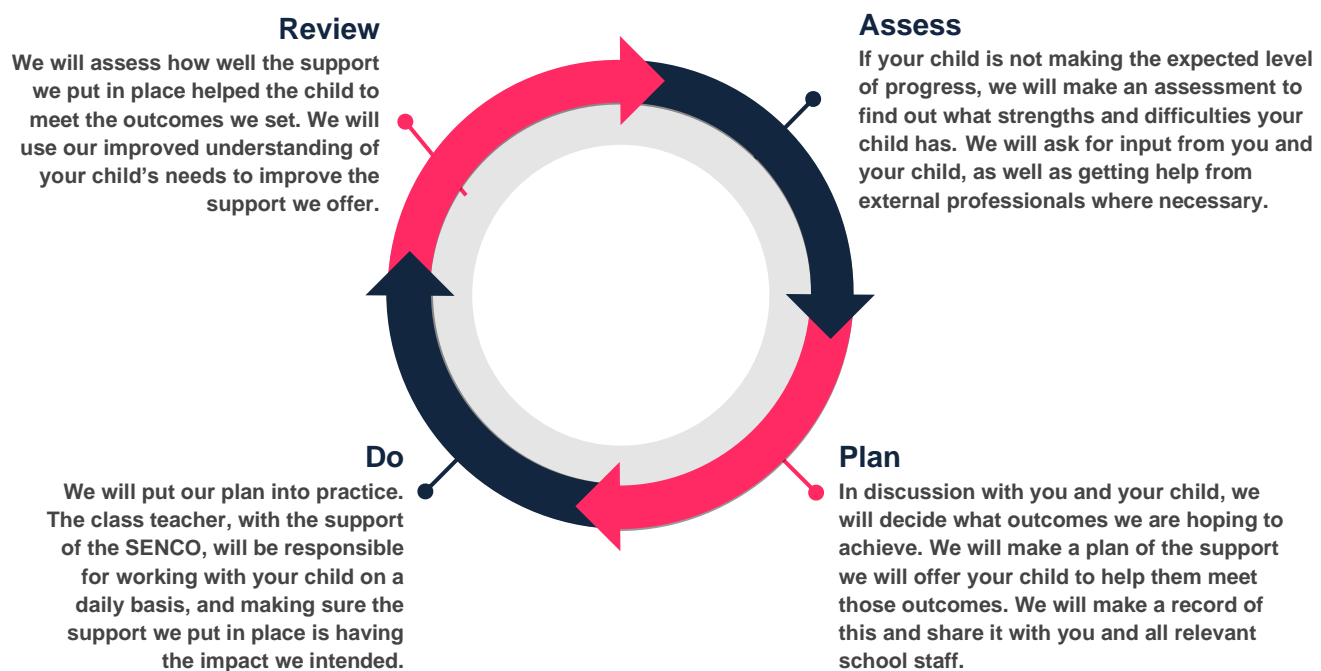 Review
We will assess how well the support
we put in place helped the child to
meet the outcomes we set. We will
use our improved understanding of
your child’s needs to improve the
support we offer.
Assess
If your child is not making the expected level
of progress, we will make an assessment to
find out what strengths and difficulties your
child has. We will ask for input from you and
your child, as well as getting help from
external professionals where necessary.
Do
We will put our plan into practice.
The class teacher, with the support
of the SENCO, will be responsible
for working with your child on a
daily basis, and making sure the
support we put in place is having
the impact we intended.
Plan
In discussion with you and your child, we
will decide what outcomes we are hoping to
achieve. We will make a plan of the support
we will offer your child to help them meet
those outcomes. We will make a record of
this and share it with you and all relevant
school staff.